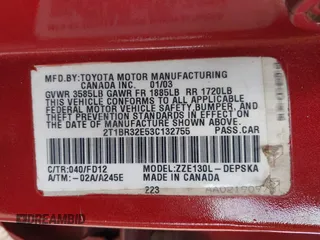 MFD.BY:TOYOTA MOTOR MANUFACTURING
CANADA INC. 01/03
GVWR 3585LB GAWR FR 1885LB RR 1720LB
THIS VEHICLE CONFORMS TO ALL APPLICABLE
FEDERAL MOTOR VEHICLE SAFETY, BUMPER, AND
THEFT PREVENTION STANDARDS IN EFFECT ON
THE DATE OF MANUFACTURE SHOWN ABOVE.
2T1BR32E53C132755 PASS.CAR
C/TR:040/FD12 MODEL:ZZE130L-DEPSKA
A/TM:-02A/A245E MADE IN CANADA
223
DREAMBID